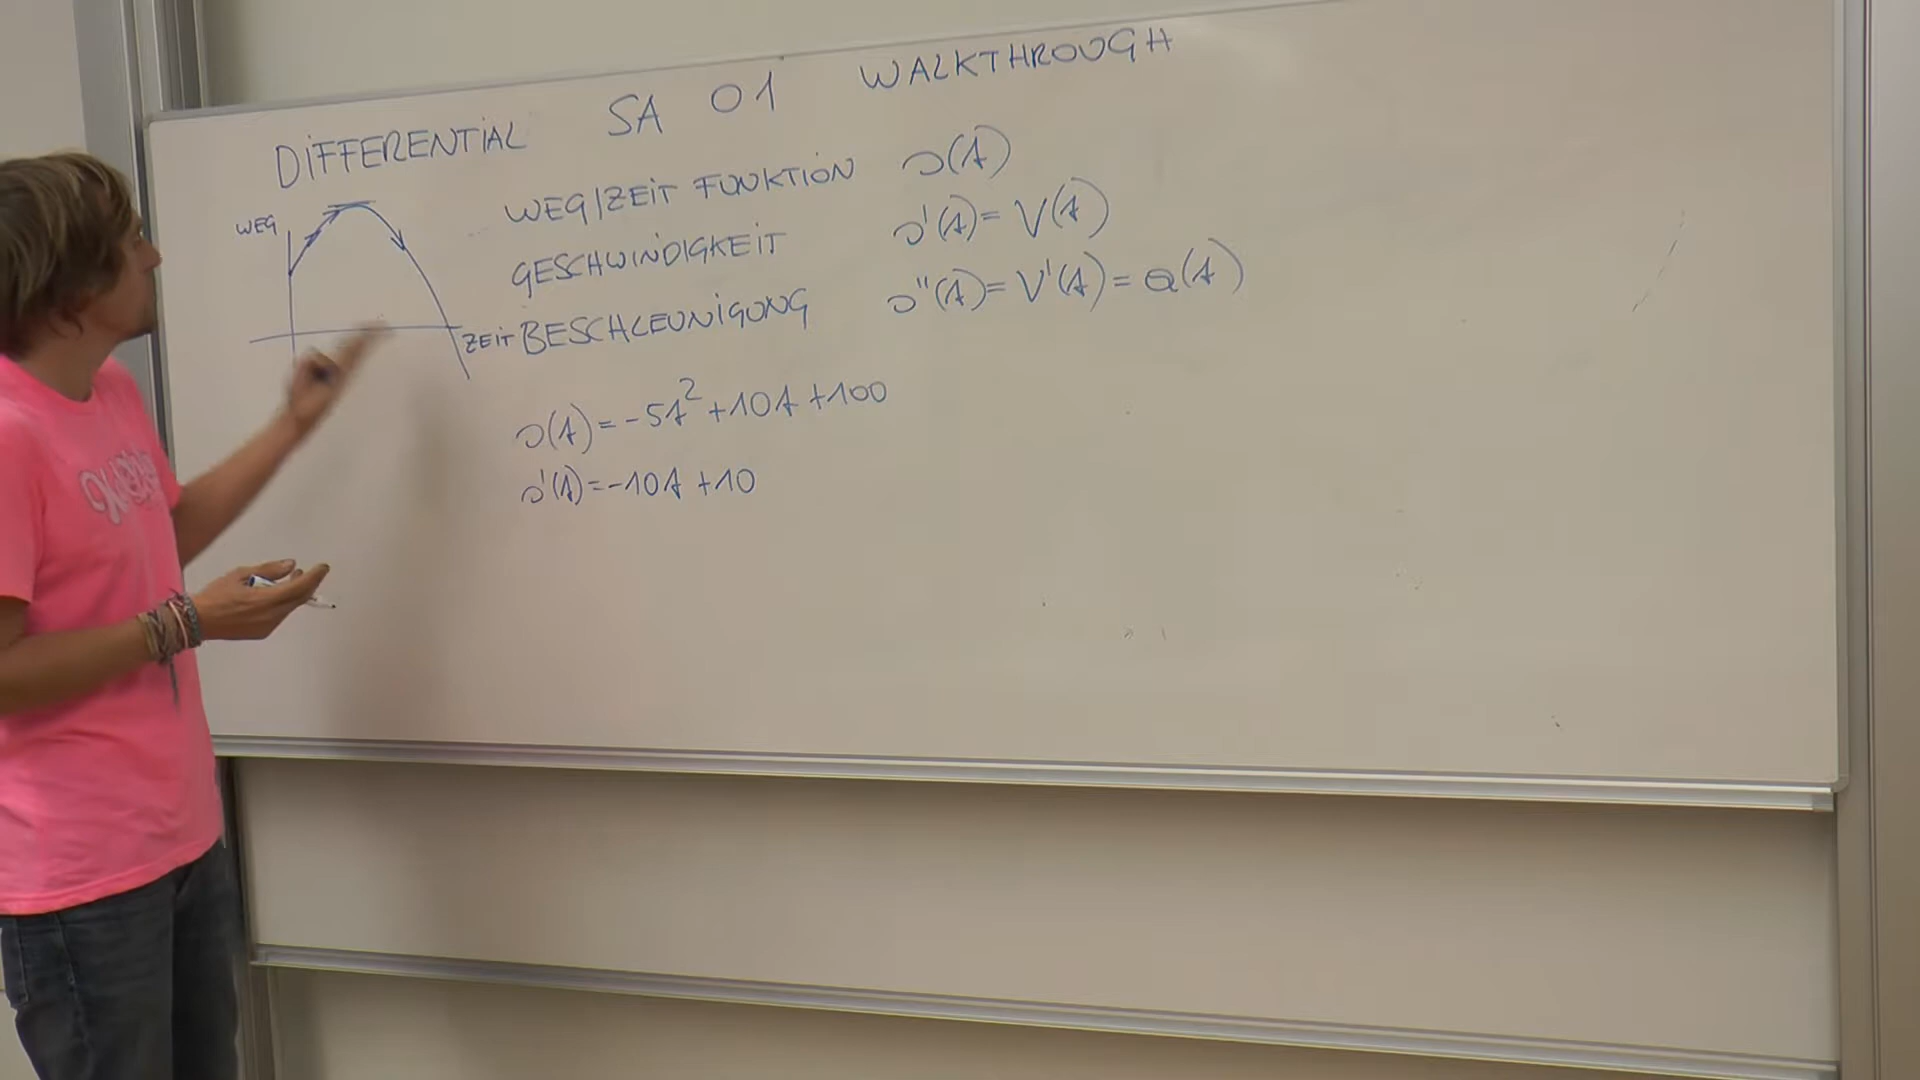 DIFFERENTIAL SA 01 WALKTHROUGH
WEG
ZEIT
WEG/ZEIT FUNKTION s(t)
GESCHWINDIGKEIT s'(t)=V(t)
BESCHLEUNIGUNG s''(t)=V'(t)=a(t)
s(t)=-5t²+10t+100
s'(t)=-10t+10